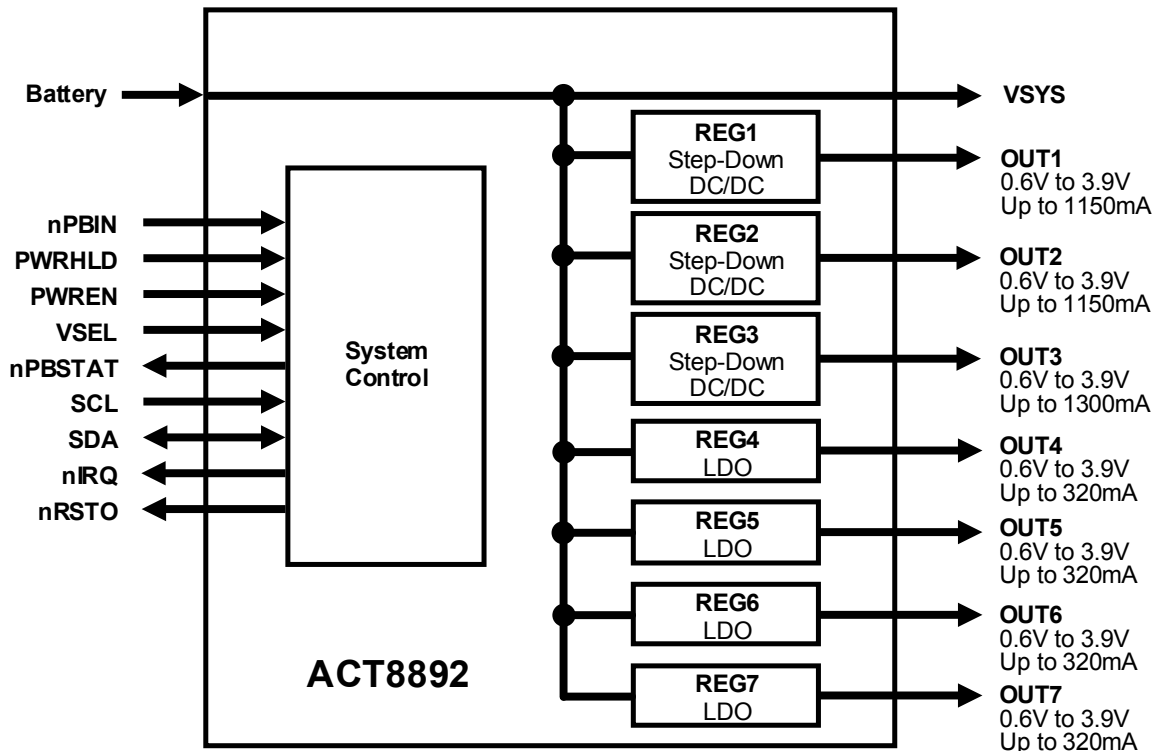 Battery
nPBIN
PWRHLD
PWREN
VSEL
nPBSTAT
SCL
SDA
nIRQ
nRSTO
System
Control
ACT8892
REG1
Step-Down
DC/DC
REG2
Step-Down
DC/DC
REG3
Step-Down
DC/DC
REG4
LDO
REG5
LDO
REG6
LDO
REG7
LDO
VSYS
OUT1
0.6V to 3.9V
Up to 1150mA
OUT2
0.6V to 3.9V
Up to 1150mA
OUT3
0.6V to 3.9V
Up to 1300mA
OUT4
0.6V to 3.9V
Up to 320mA
OUT5
0.6V to 3.9V
Up to 320mA
OUT6
0.6V to 3.9V
Up to 320mA
OUT7
0.6V to 3.9V
Up to 320mA